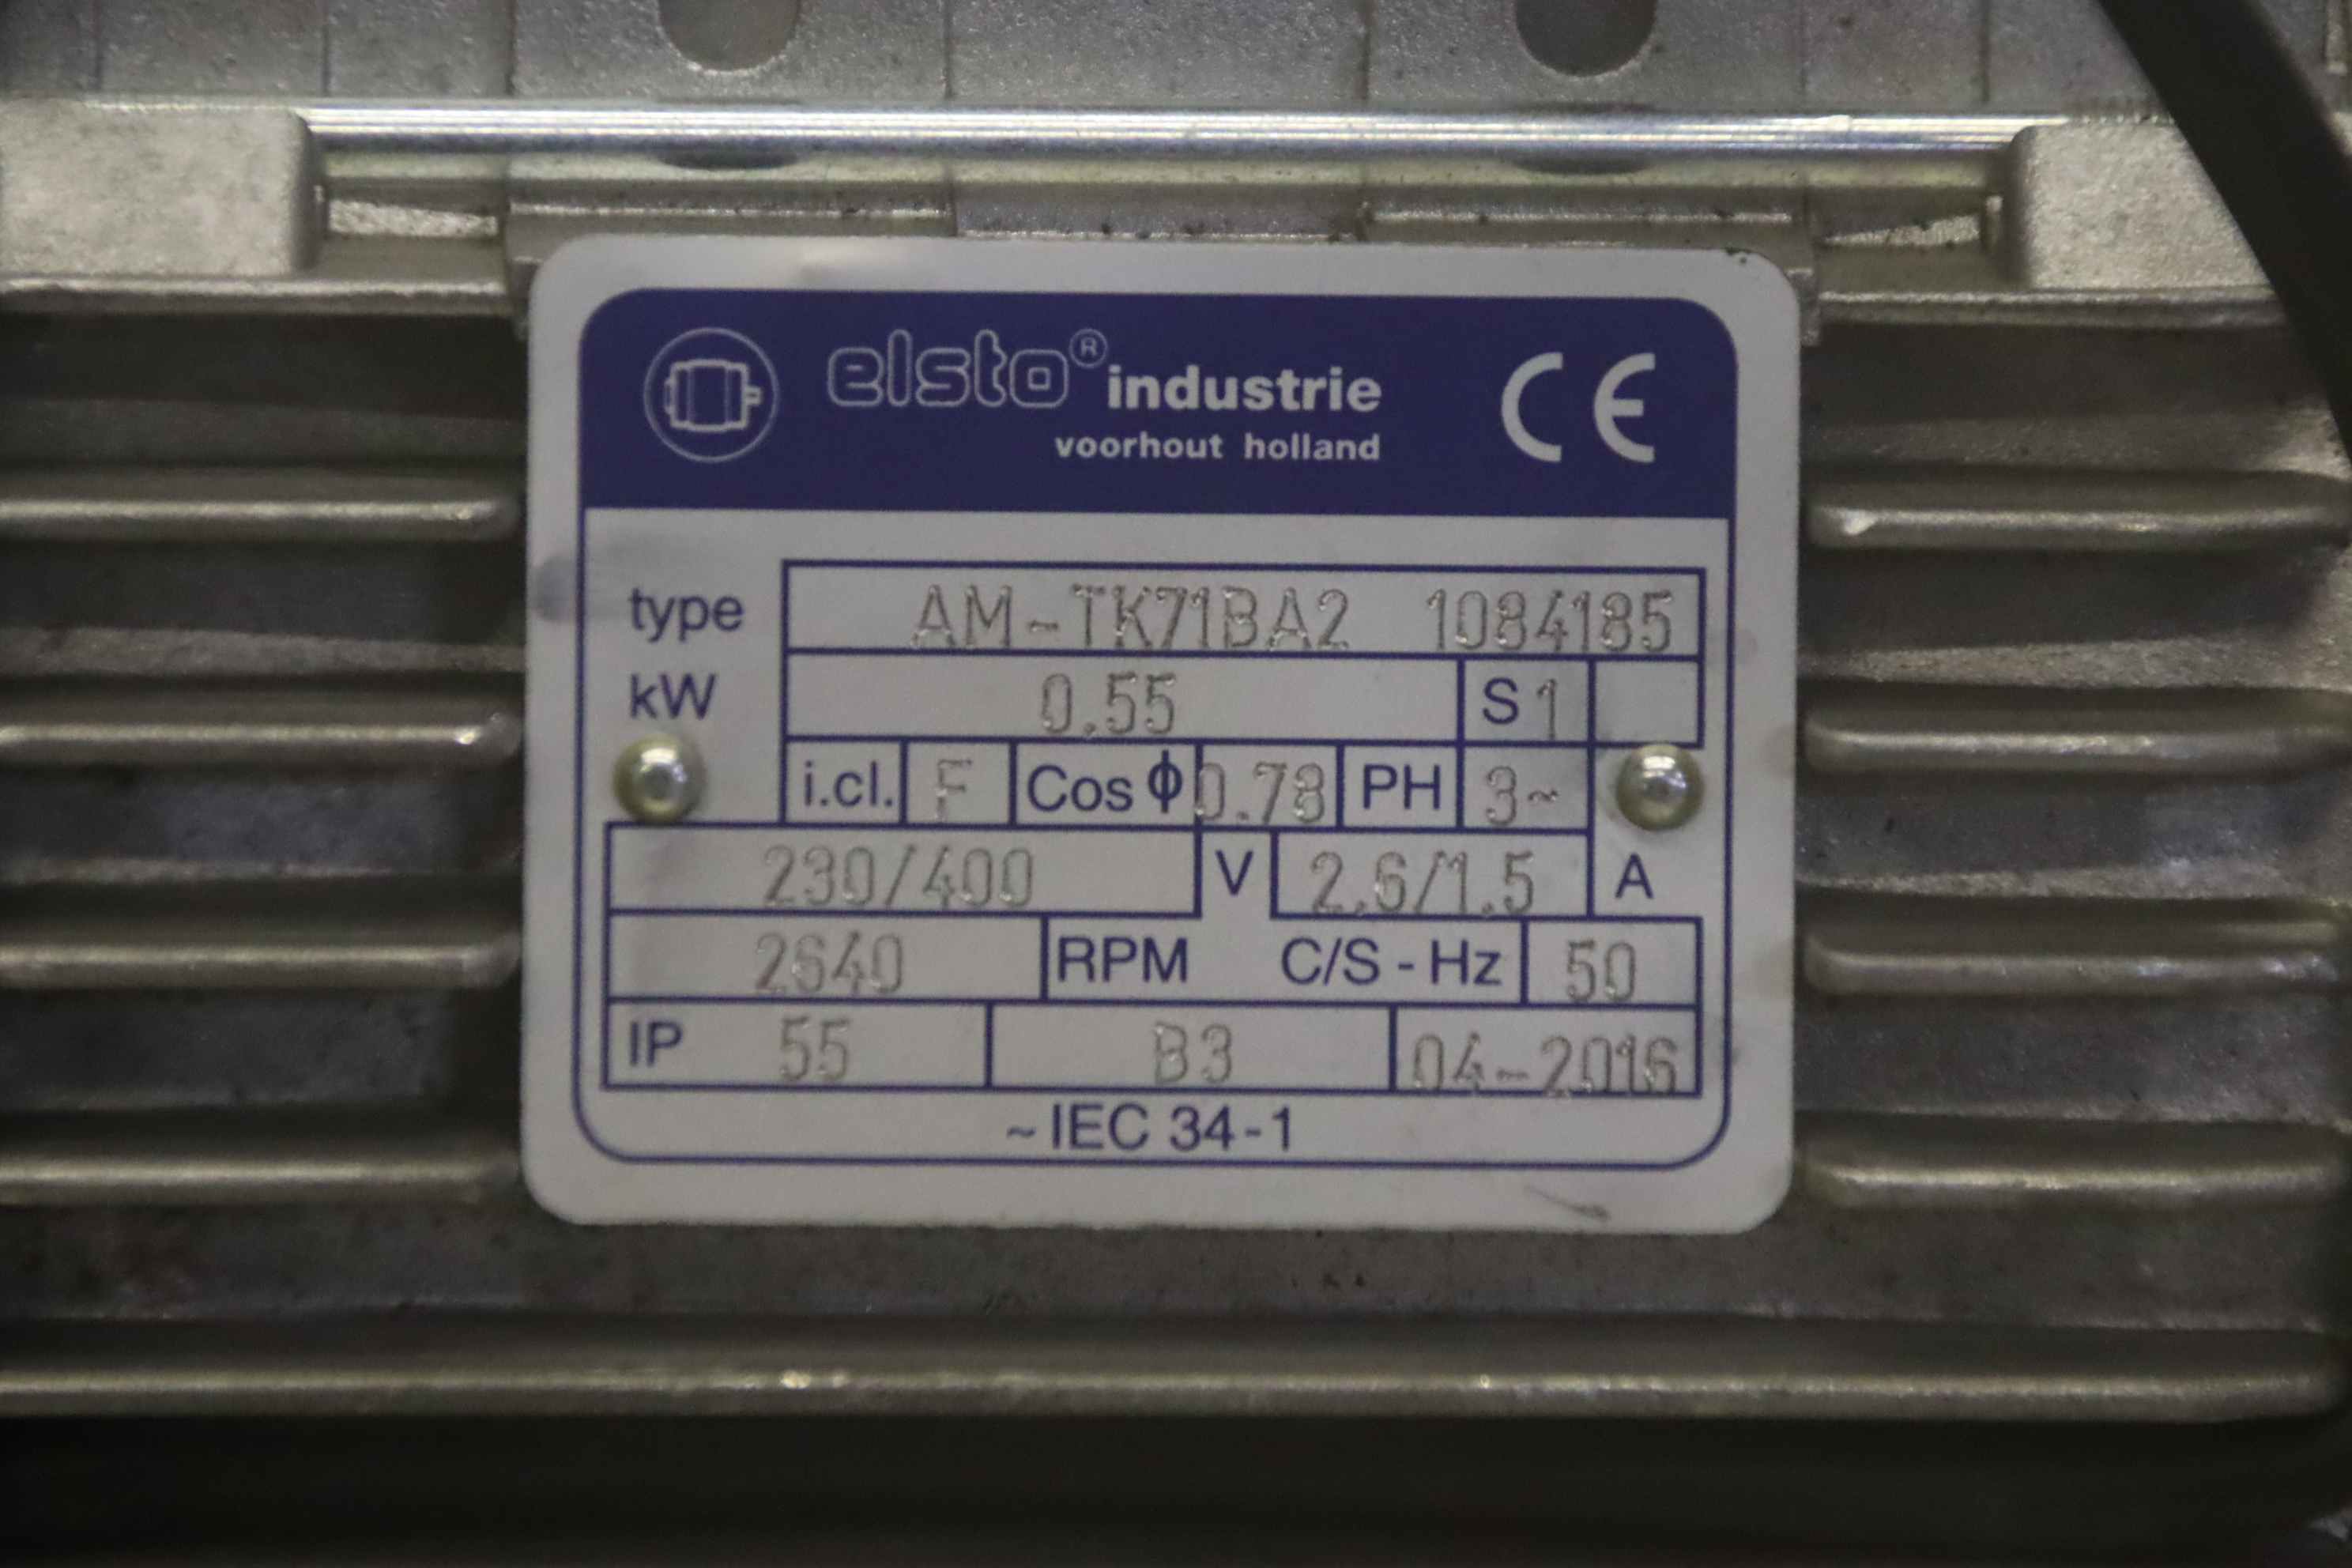 elsto® industrie
voorhout holland
CE
type AM-TK71BA2 1084185
kW 0.55 S 1
i.cl. F Cos ϕ 0.78 PH 3~
230/400 V 2.6/1.5 A
2640 RPM C/S - Hz 50
IP 55 B3 04-2016
~ IEC 34-1